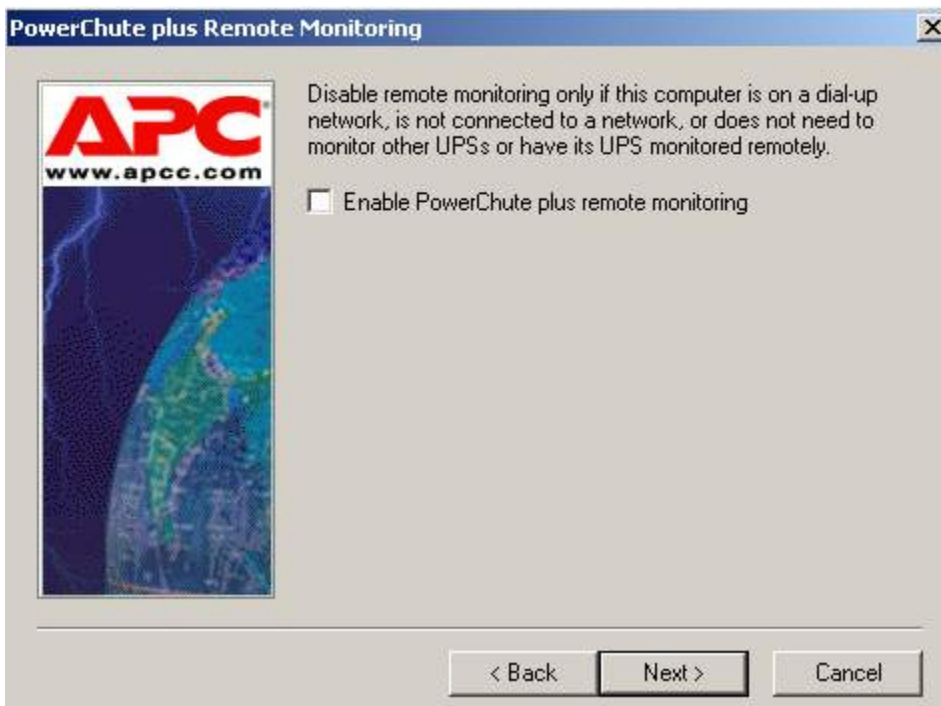 PowerChute plus Remote Monitoring
APC
www.apcc.com
Disable remote monitoring only if this computer is on a dial-up
network, is not connected to a network, or does not need to
monitor other UPSs or have its UPS monitored remotely.
Enable PowerChute plus remote monitoring
< Back
Next >
Cancel